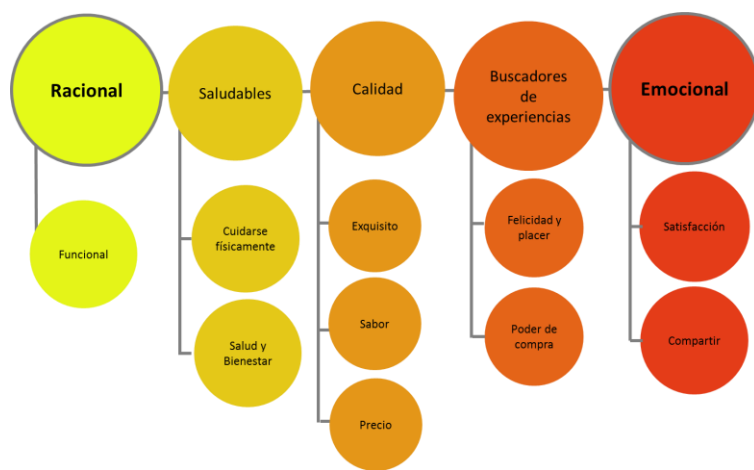 Racional
Saludables
Calidad
Buscadores
de
experiencias
Emocional
Funcional
Cuidarse
físicamente
Salud y
Bienestar
Exquisito
Sabor
Precio
Felicidad y
placer
Poder de
compra
Satisfacción
Compartir